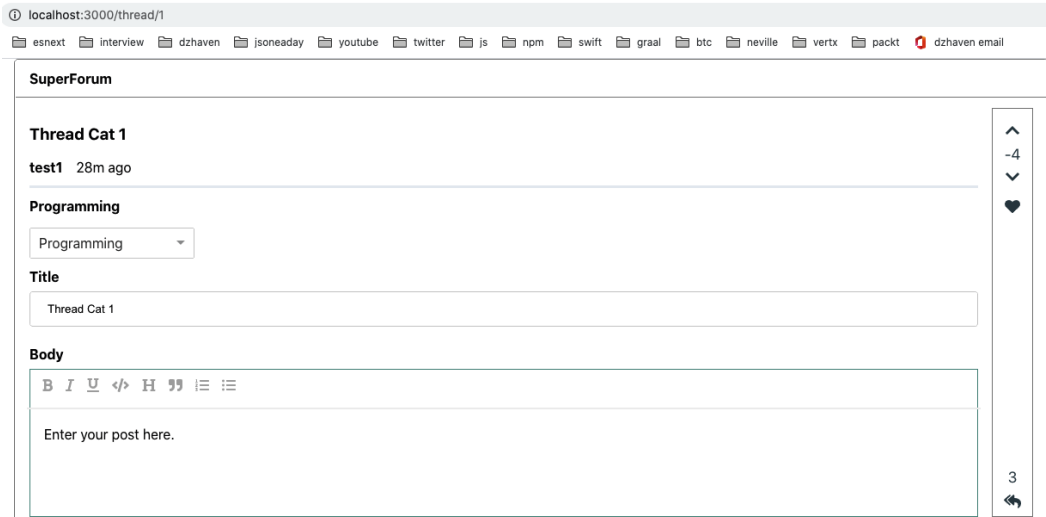 localhost:3000/thread/1
esnext interview dzhaven jsoneaday youtube twitter js npm swift graal btc neville vertx packt dzhaven email
SuperForum
Thread Cat 1
test1 28m ago
-4
Programming
Programming
Title
Thread Cat 1
Body
B I U </> H
Enter your post here.
3